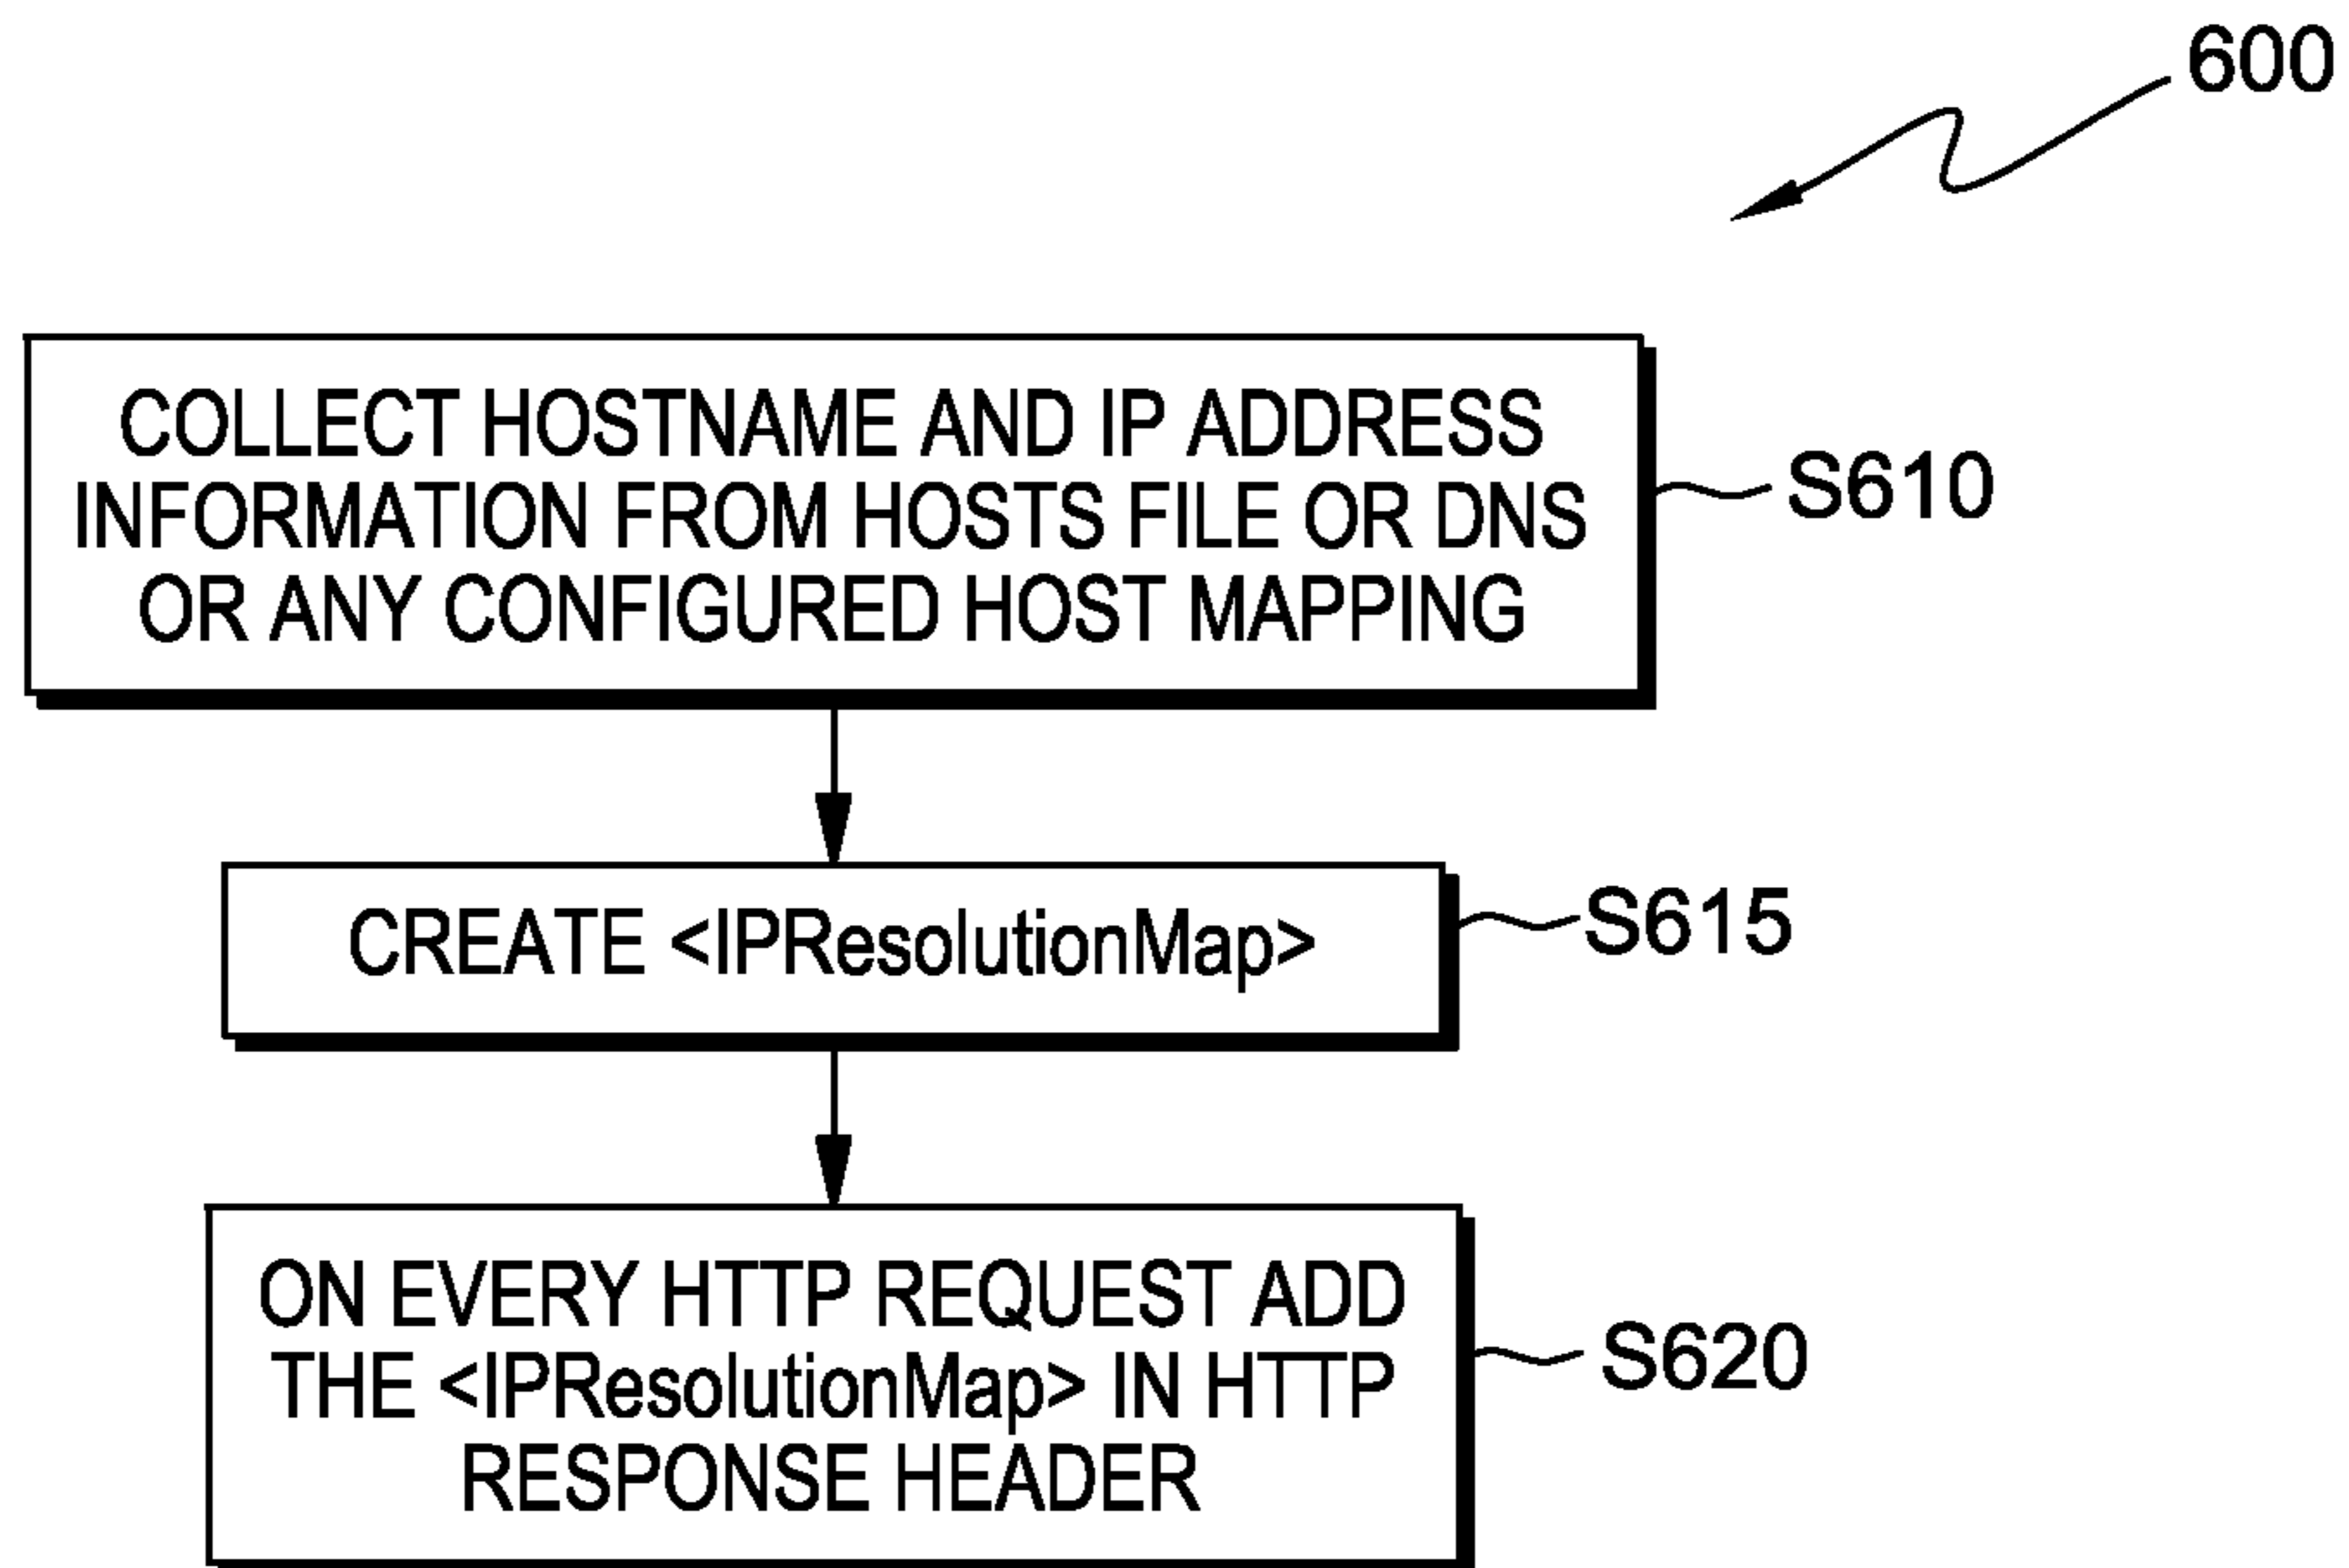 600
COLLECT HOSTNAME AND IP ADDRESS
INFORMATION FROM HOSTS FILE OR DNS
OR ANY CONFIGURED HOST MAPPING
S610
CREATE <IPResolutionMap>
S615
ON EVERY HTTP REQUEST ADD
THE <IPResolutionMap> IN HTTP
RESPONSE HEADER
S620